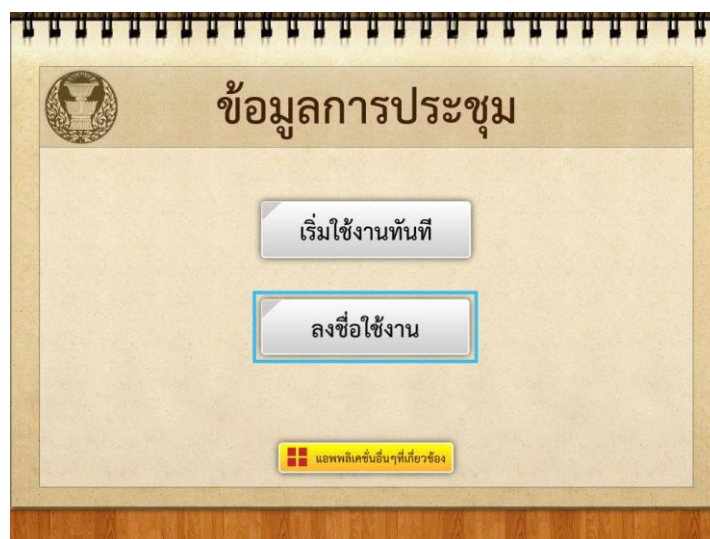 ข้อมูลการประชุม
เริ่มใช้งานทันที
ลงชื่อใช้งาน
แอพพลิเคชั่นอื่นๆที่เกี่ยวข้อง